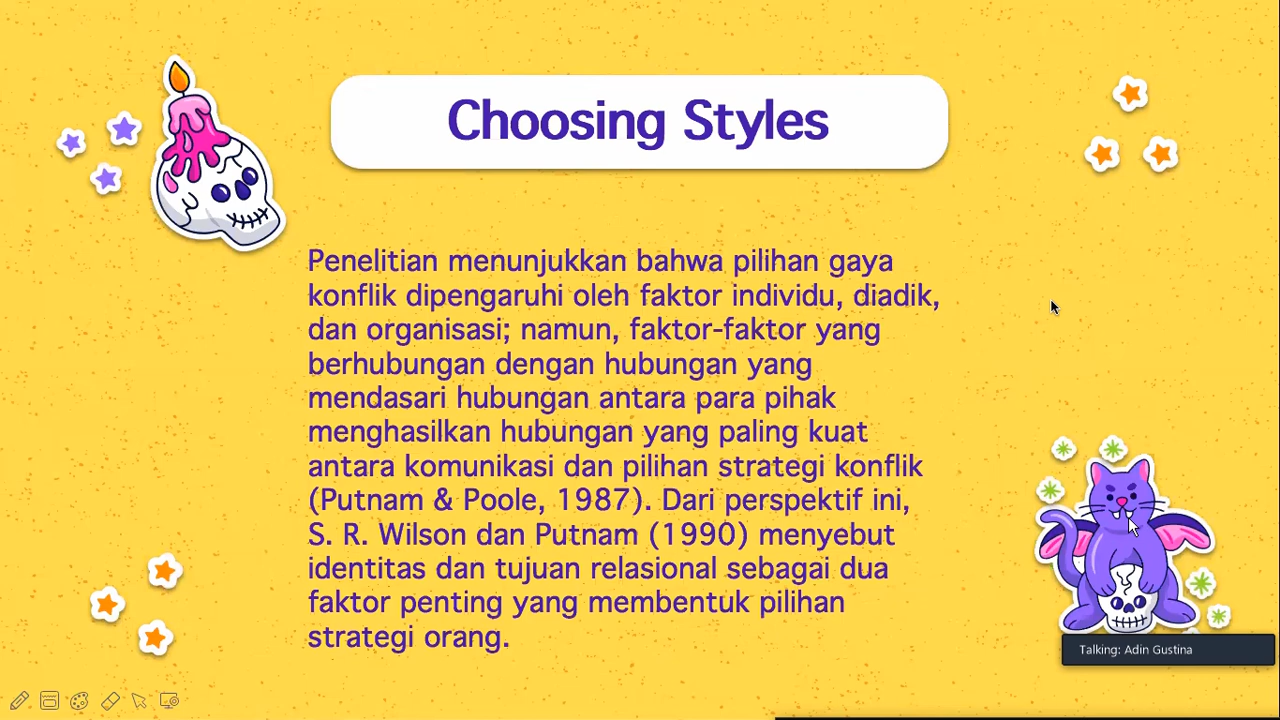 Choosing Styles
Penelitian menunjukkan bahwa pilihan gaya
konflik dipengaruhi oleh faktor individu, diadik,
dan organisasi; namun, faktor-faktor yang
berhubungan dengan hubungan yang
mendasari hubungan antara para pihak
menghasilkan hubungan yang paling kuat
antara komunikasi dan pilihan strategi konflik
(Putnam & Poole, 1987). Dari perspektif ini,
S. R. Wilson dan Putnam (1990) menyebut
identitas dan tujuan relasional sebagai dua
faktor penting yang membentuk pilihan
strategi orang.
Talking: Adin Gustina